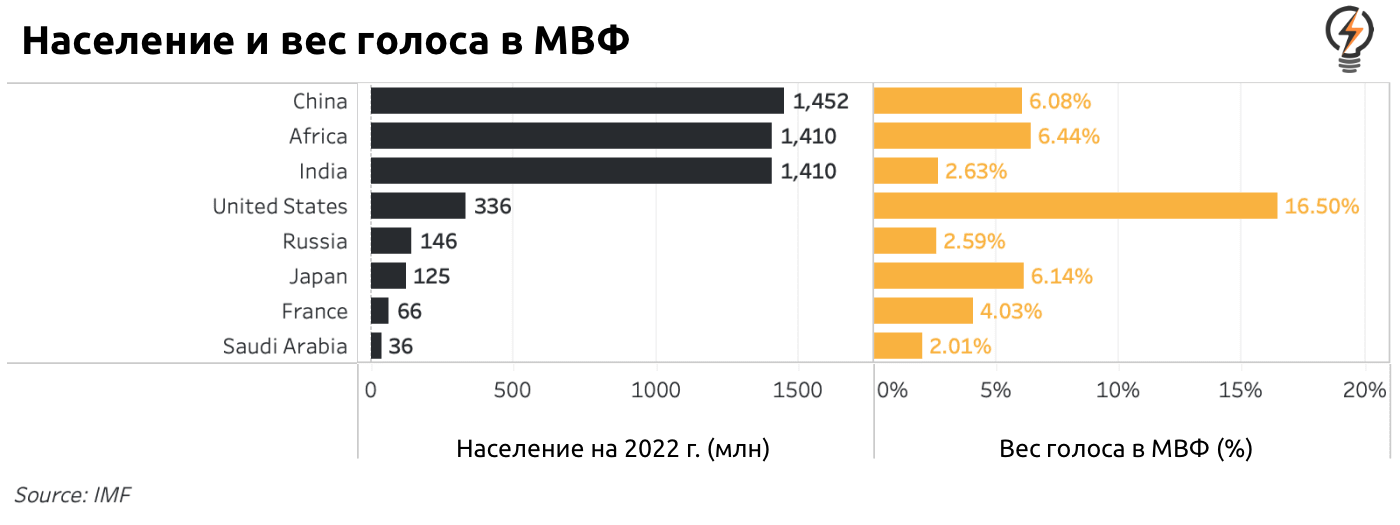 Население и вес голоса в МВФ
China 1,452 6.08%
Africa 1,410 6.44%
India 1,410 2.63%
United States 336 16.50%
Russia 146 2.59%
Japan 125 6.14%
France 66 4.03%
Saudi Arabia 36 2.01%
0 500 1000 1500 0% 5% 10% 15% 20%
Население на 2022 г. (млн) Вес голоса в МВФ (%)
Source: IMF